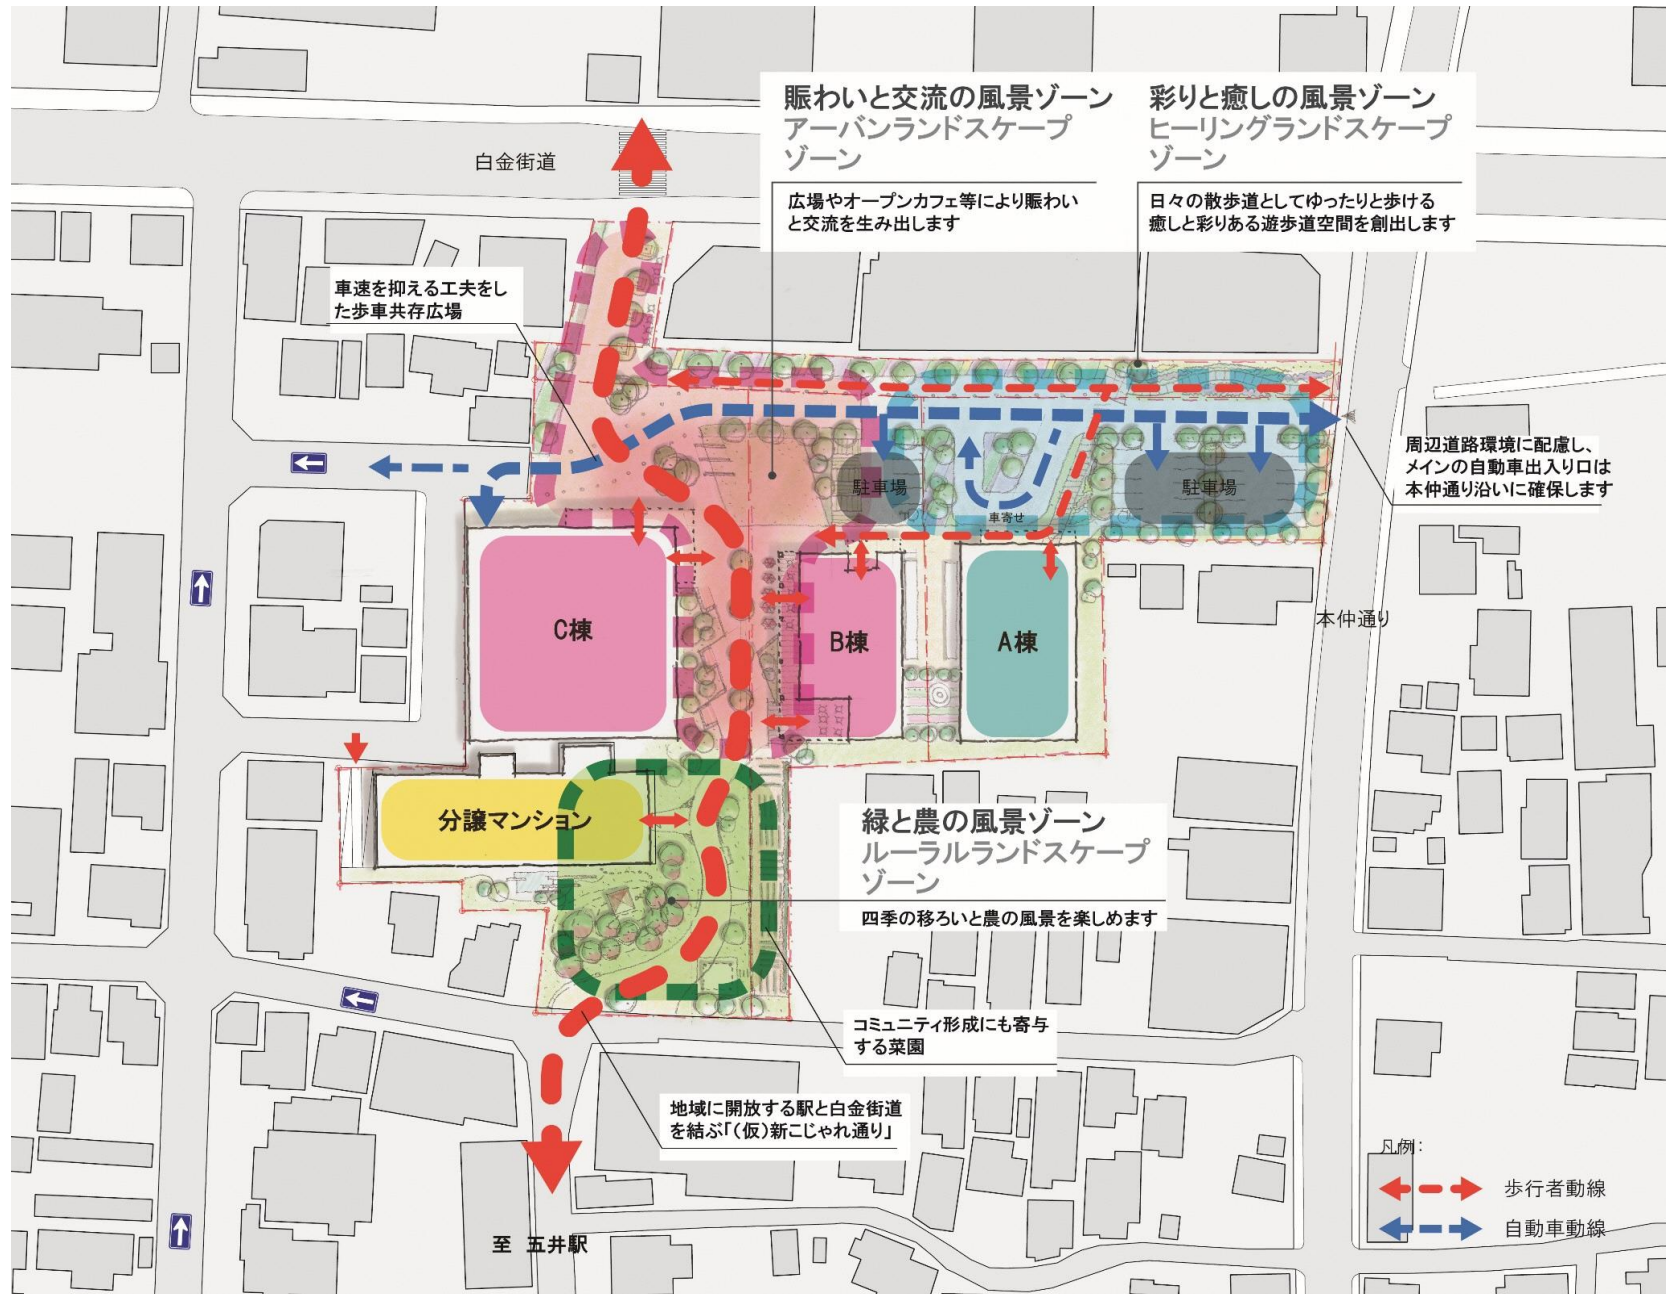 賑わいと交流の風景ゾーン
アーバンランドスケープ
ゾーン
広場やオープンカフェ等により賑わい
と交流を生み出します
彩りと癒しの風景ゾーン
ヒーリングランドスケープ
ゾーン
日々の散歩道としてゆったりと歩ける
癒しと彩りある遊歩道空間を創出します
白金街道
車速を抑える工夫をし
た歩車共存広場
周辺道路環境に配慮し、
メインの自動車出入り口は
本仲通り沿いに確保します
駐車場
車寄せ
駐車場
本仲通り
C棟
B棟
A棟
分譲マンション
緑と農の風景ゾーン
ルーラルランドスケープ
ゾーン
四季の移ろいと農の風景を楽しめます
コミュニティ形成にも寄与
する菜園
地域に開放する駅と白金街道
を結ぶ「（仮）新こじゃれ通り」
至 五井駅
凡例：
歩行者動線
自動車動線